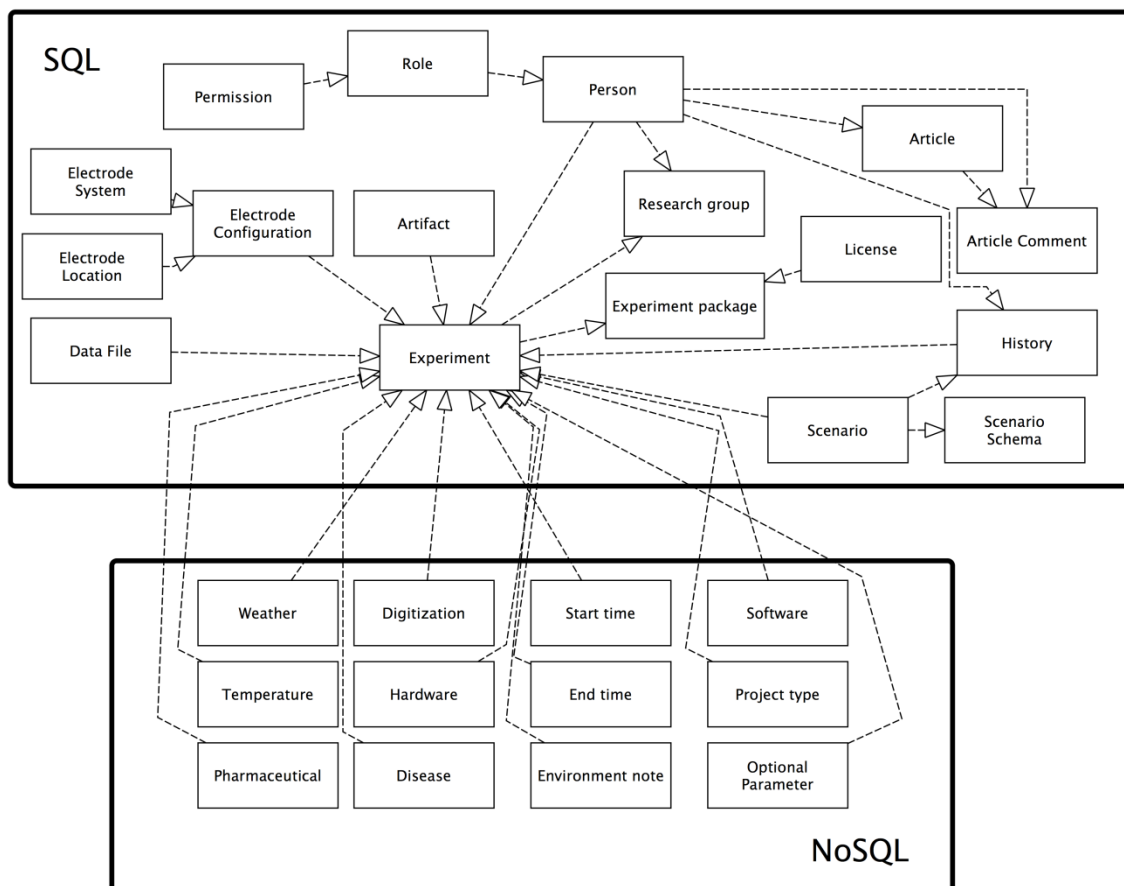 SQL
Role
Permission
Person
Article
Electrode
System
Electrode
Configuration
Artifact
Research group
Article Comment
Electrode
Location
License
Experiment package
Data File
Experiment
History
Scenario
Scenario
Schema
Weather
Digitization
Start time
Software
Temperature
Hardware
End time
Project type
Pharmaceutical
Disease
Environment note
Optional
Parameter
NoSQL